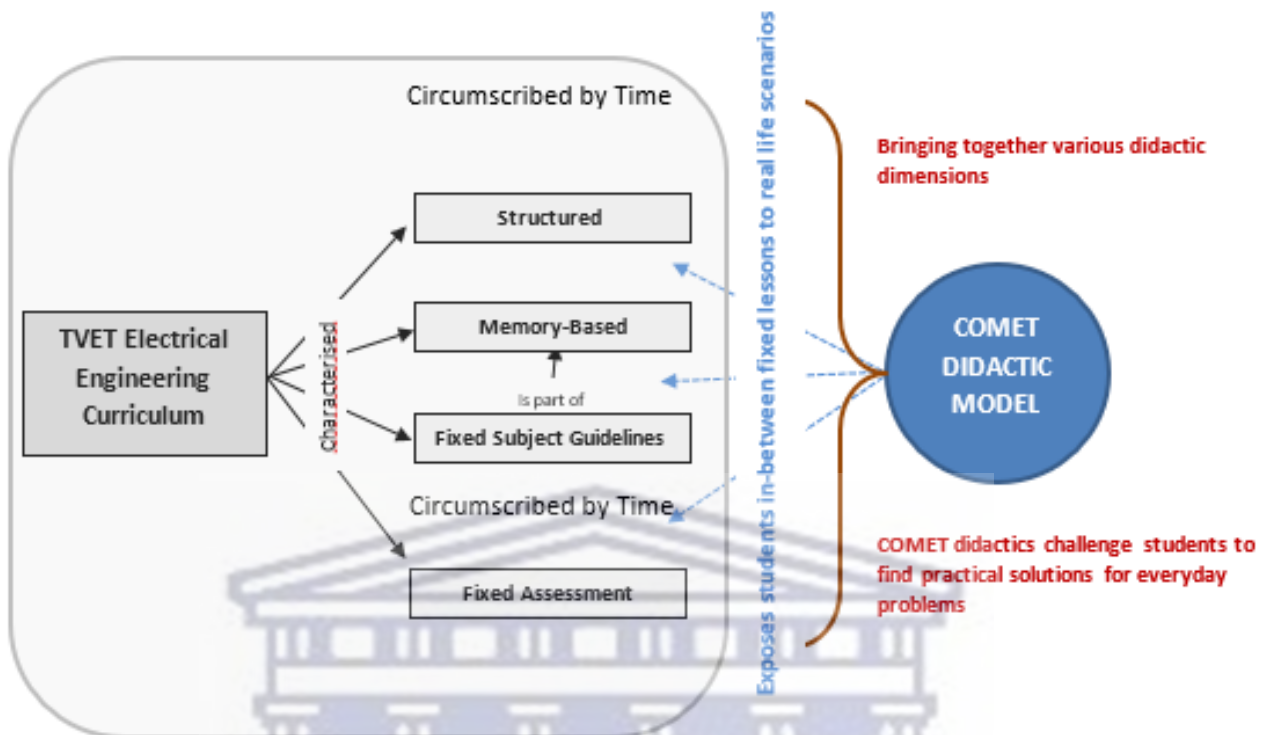 Circumscribed by Time
Structured
TVET Electrical
Engineering
Curriculum
Characterised
Memory-Based
Is part of
Fixed Subject Guidelines
Circumscribed by Time
Fixed Assessment
Exposes students in-between fixed lessons to real life scenarios
Bringing together various didactic
dimensions
COMET
DIDACTIC
MODEL
COMET didactics challenge students to
find practical solutions for everyday
problems